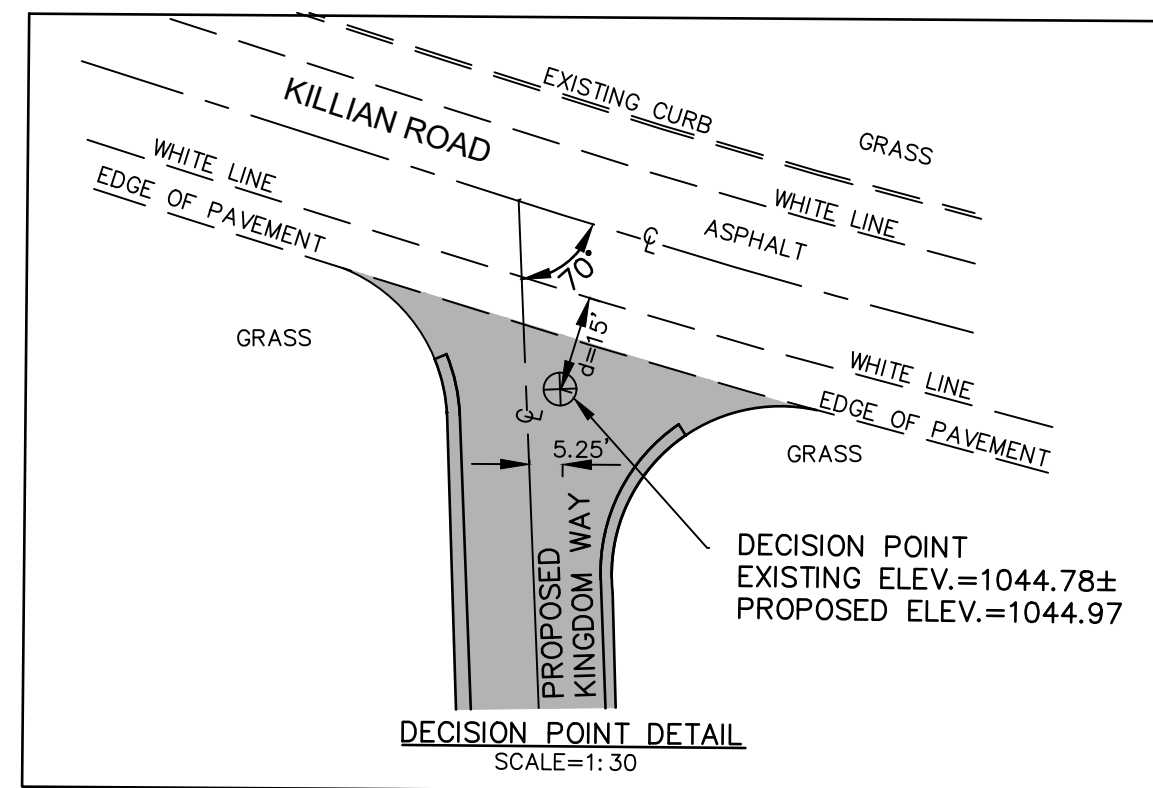 EXISTING CURB
GRASS
KILLIAN ROAD
WHITE LINE
WHITE LINE
EDGE OF PAVEMENT
ASPHALT
℄
70°
GRASS
d=15'
WHITE LINE
EDGE OF PAVEMENT
℄
5.25'
GRASS
PROPOSED
KINGDOM WAY
DECISION POINT
EXISTING ELEV.=1044.78±
PROPOSED ELEV.=1044.97
DECISION POINT DETAIL
SCALE=1:30